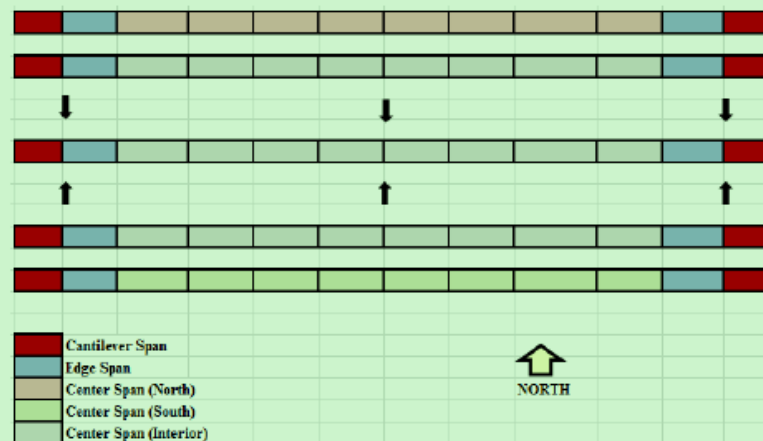 Cantilever Span
Edge Span
Center Span (North)
NORTH
Center Span (South)
Center Span (Interior)